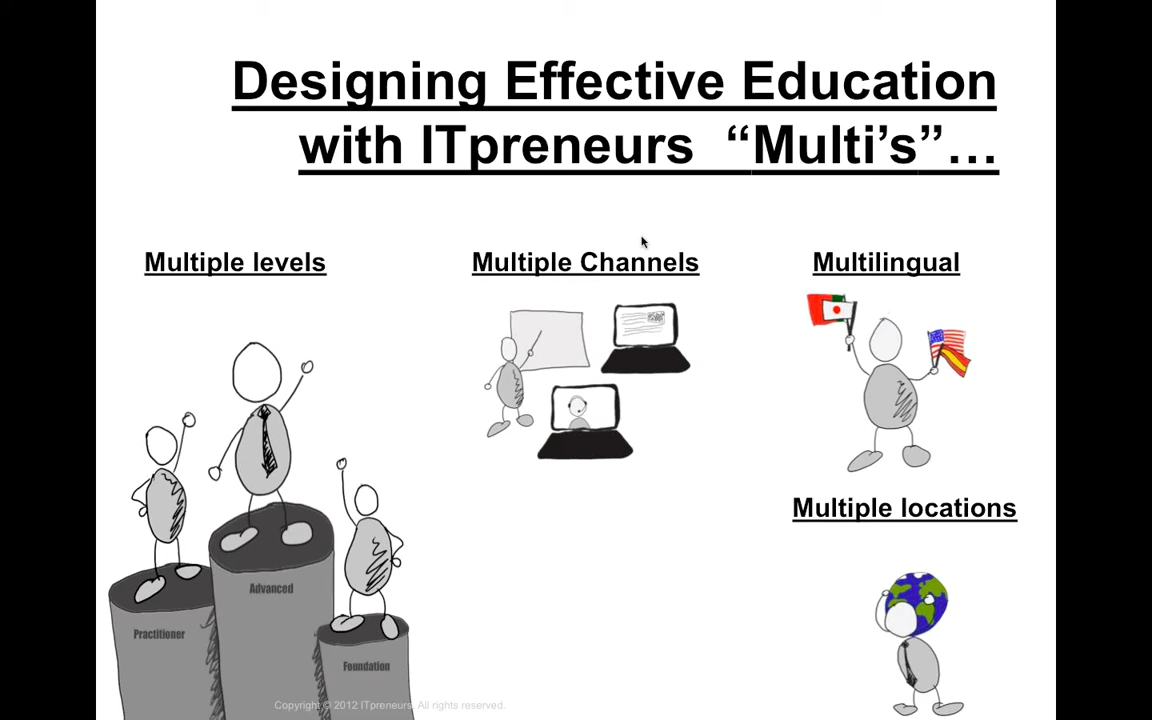 Designing Effective Education
with ITpreneurs “Multi’s”…
Multiple levels
Multiple Channels
Multilingual
Multiple locations
Advanced
Practitioner
Foundation
Copyright © 2012 ITpreneurs. All rights reserved.